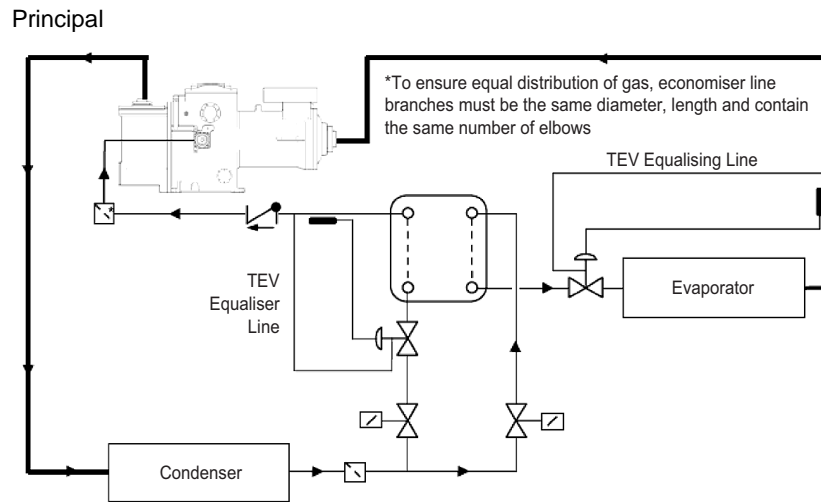 Principal
*To ensure equal distribution of gas, economiser line
branches must be the same diameter, length and contain
the same number of elbows
TEV Equalising Line
*
TEV
Equaliser
Line
Evaporator
Condenser